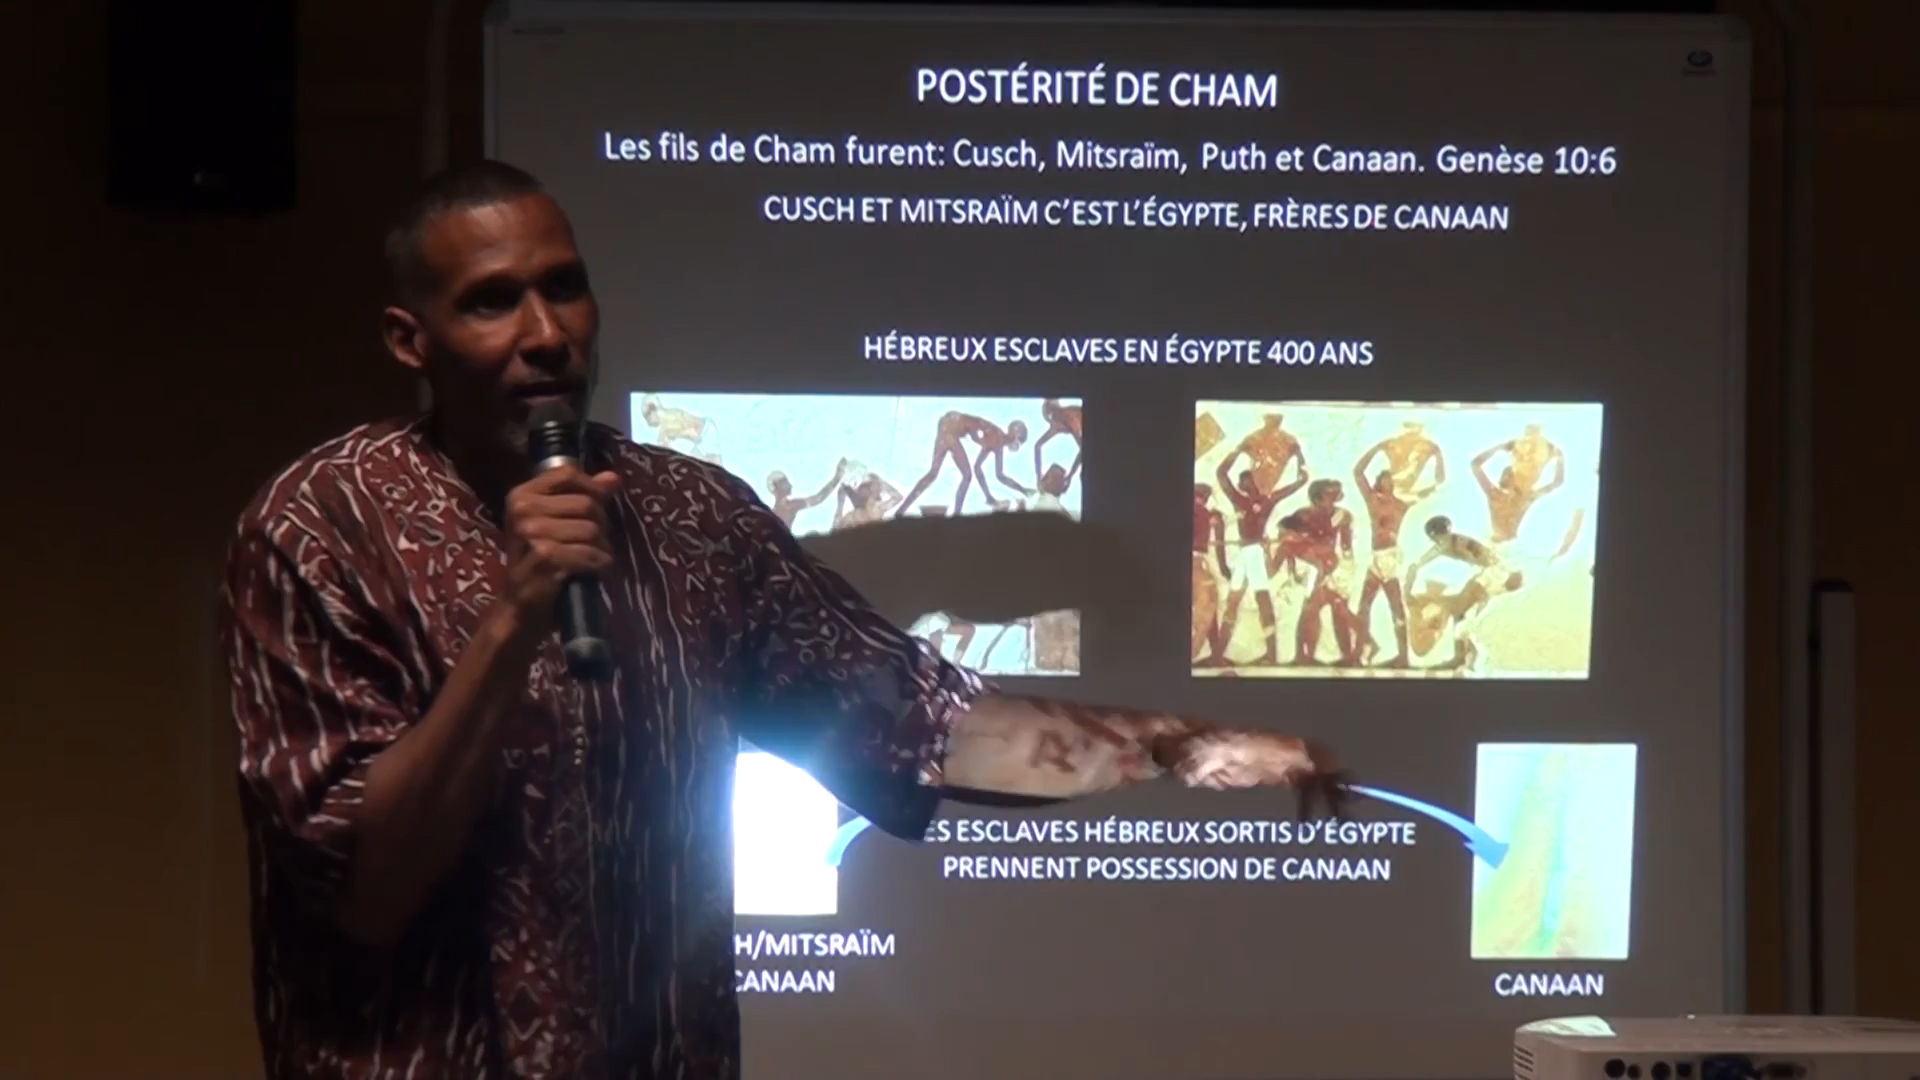 POSTÉRITÉ DE CHAM
Les fils de Cham furent: Cusch, Mitsraïm, Puth et Canaan. Genèse 10:6
CUSCH ET MITSRAÏM C'EST L'ÉGYPTE, FRÈRES DE CANAAN
HÉBREUX ESCLAVES EN ÉGYPTE 400 ANS
ES ESCLAVES HÉBREUX SORTIS D'ÉGYPTE
PRENNENT POSSESSION DE CANAAN
H/MITSRAÏM
CANAAN
CANAAN